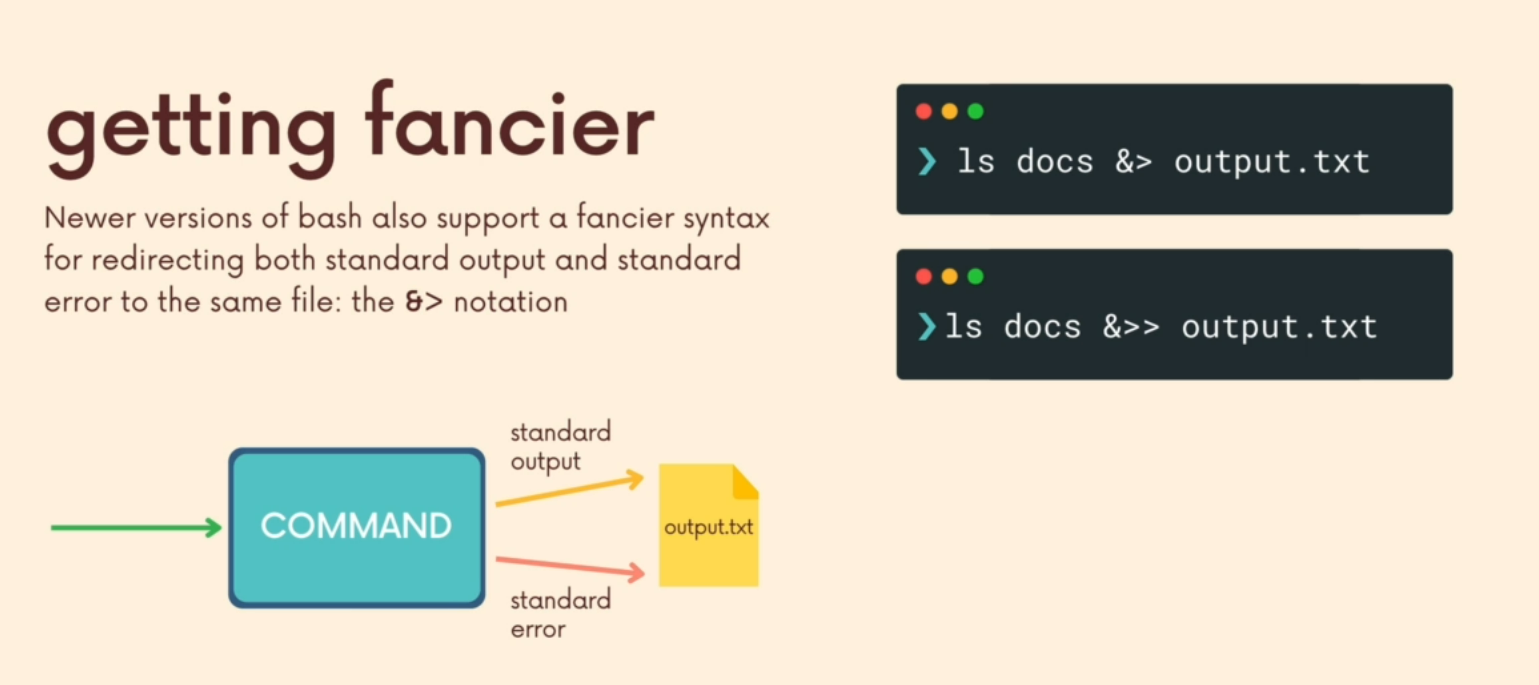 getting fancier
Newer versions of bash also support a fancier syntax
for redirecting both standard output and standard
error to the same file: the &> notation
❯ ls docs &> output.txt
❯ ls docs &>> output.txt
standard
output
COMMAND
output.txt
standard
error